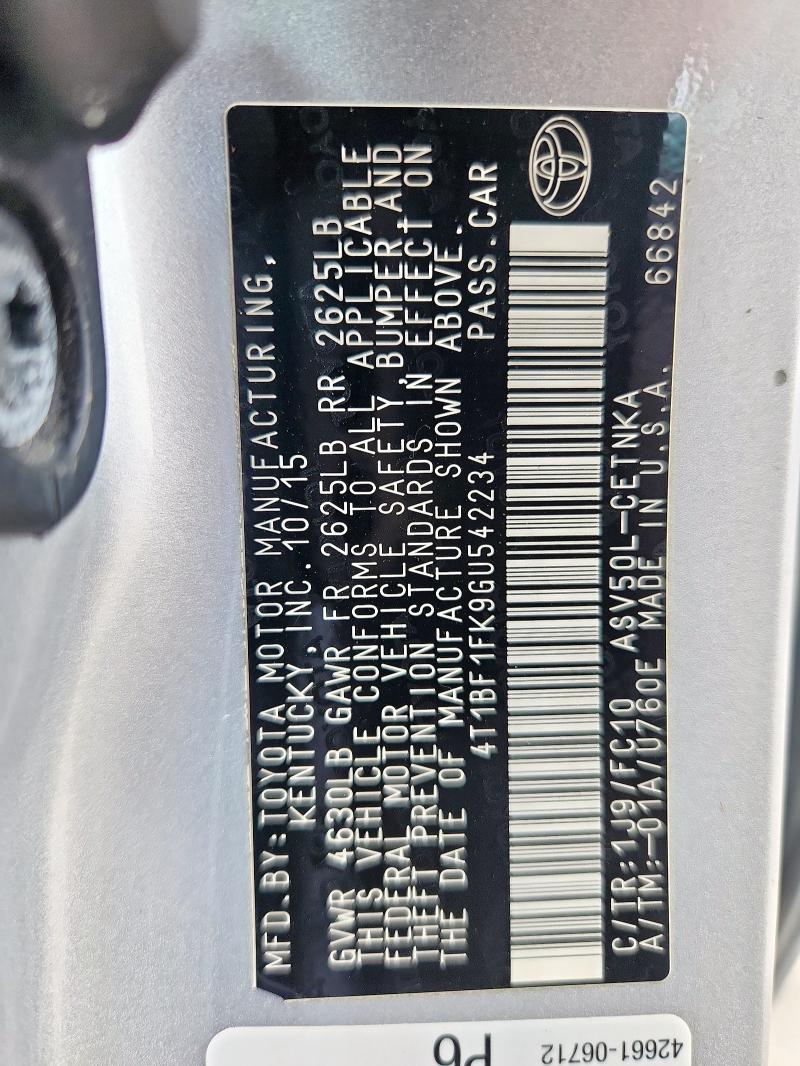 MFD.BY:TOYOTA MOTOR MANUFACTURING,
KENTUCKY, INC. 10/15
GVWR 4630LB GAWR FR 2625LB RR 2625LB
THIS VEHICLE CONFORMS TO ALL APPLICABLE
FEDERAL MOTOR VEHICLE SAFETY, BUMPER, AND
THEFT PREVENTION STANDARDS IN EFFECT ON
THE DATE OF MANUFACTURE SHOWN ABOVE.
4T1BF1FK9GU542234 PASS.CAR
C/TR:1J9/FC10 ASV50L-CETNKA
A/TM:-01A/U760E MADE IN U.S.A. 66842
P6
42661-06712